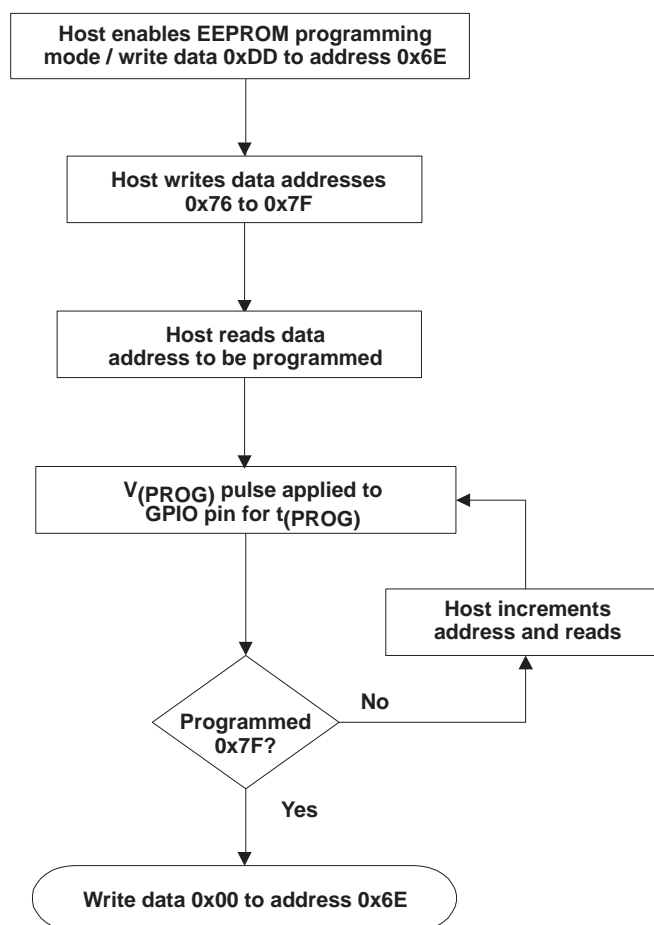 Host enables EEPROM programming
mode / write data 0xDD to address 0x6E
Host writes data addresses
0x76 to 0x7F
Host reads data
address to be programmed
V(PROG) pulse applied to
GPIO pin for t(PROG)
Host increments
address and reads
No
Programmed
0x7F?
Yes
Write data 0x00 to address 0x6E